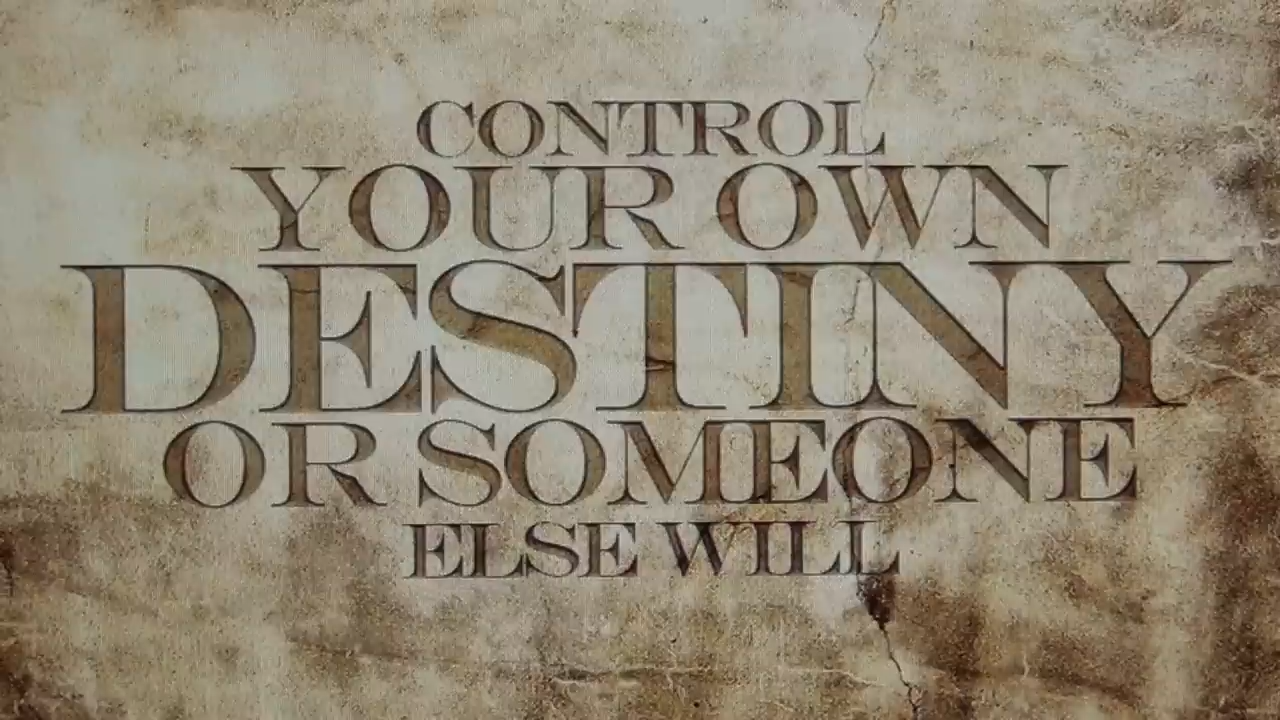 CONTROL
YOUR OWN
DESTINY
OR SOMEONE
ELSE WILL